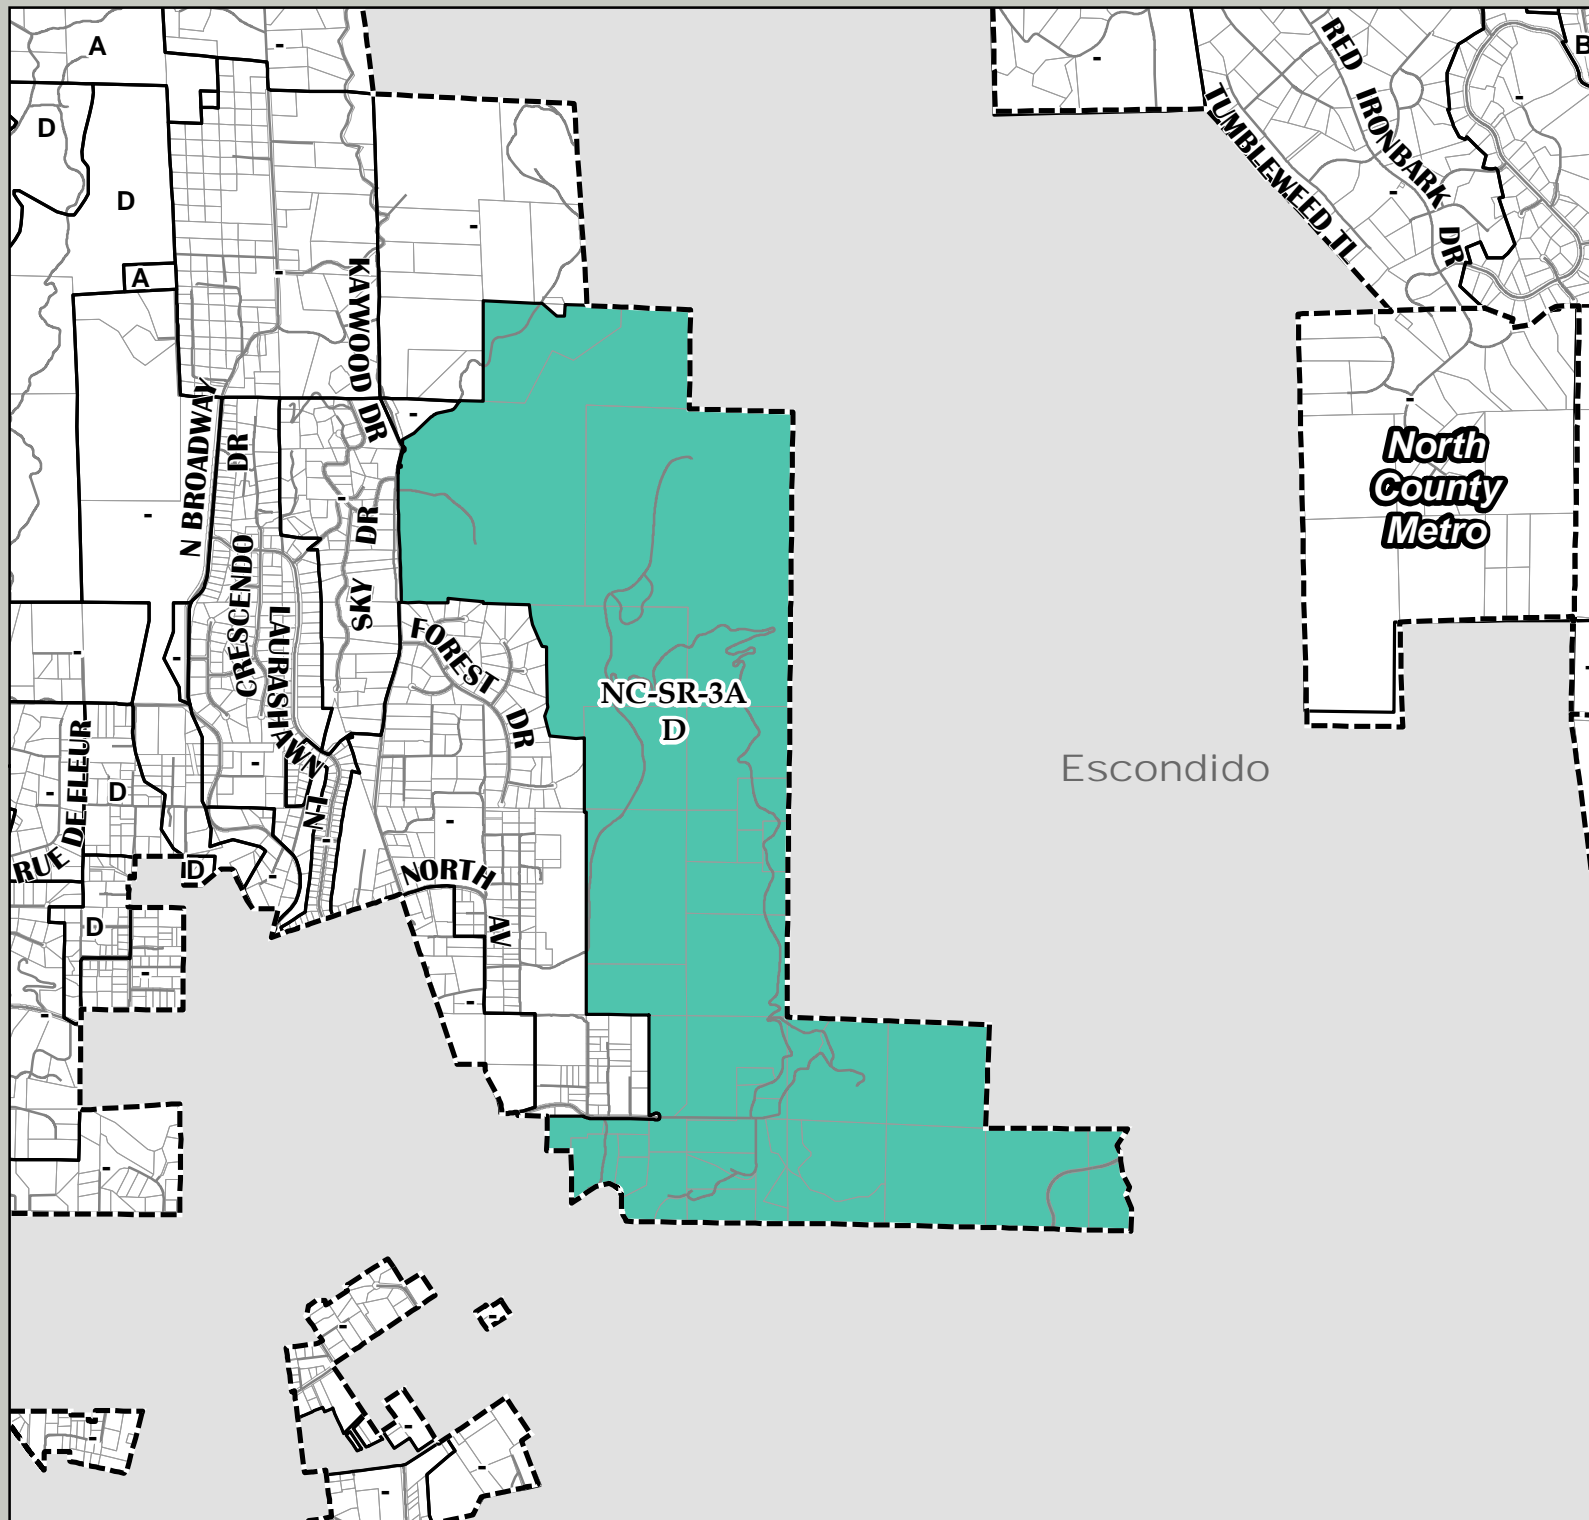 A
-
-
RED IRONBARK DR
B
-
D
TUMBLEWEED TL
-
D
-
A
-
KAYWOOD DR
N BROADWAY
-
-
DR
CRESCENDO
North
County
Metro
-
-
SKY DR
LAURASHAWN LN
FOREST DR
-
-
-
NC-SR-3A
D
RUE DE FLEUR
-
-
D
Escondido
-
-
D
-
NORTH AV
D
-
-
-
-
-
-
-
-
-
-